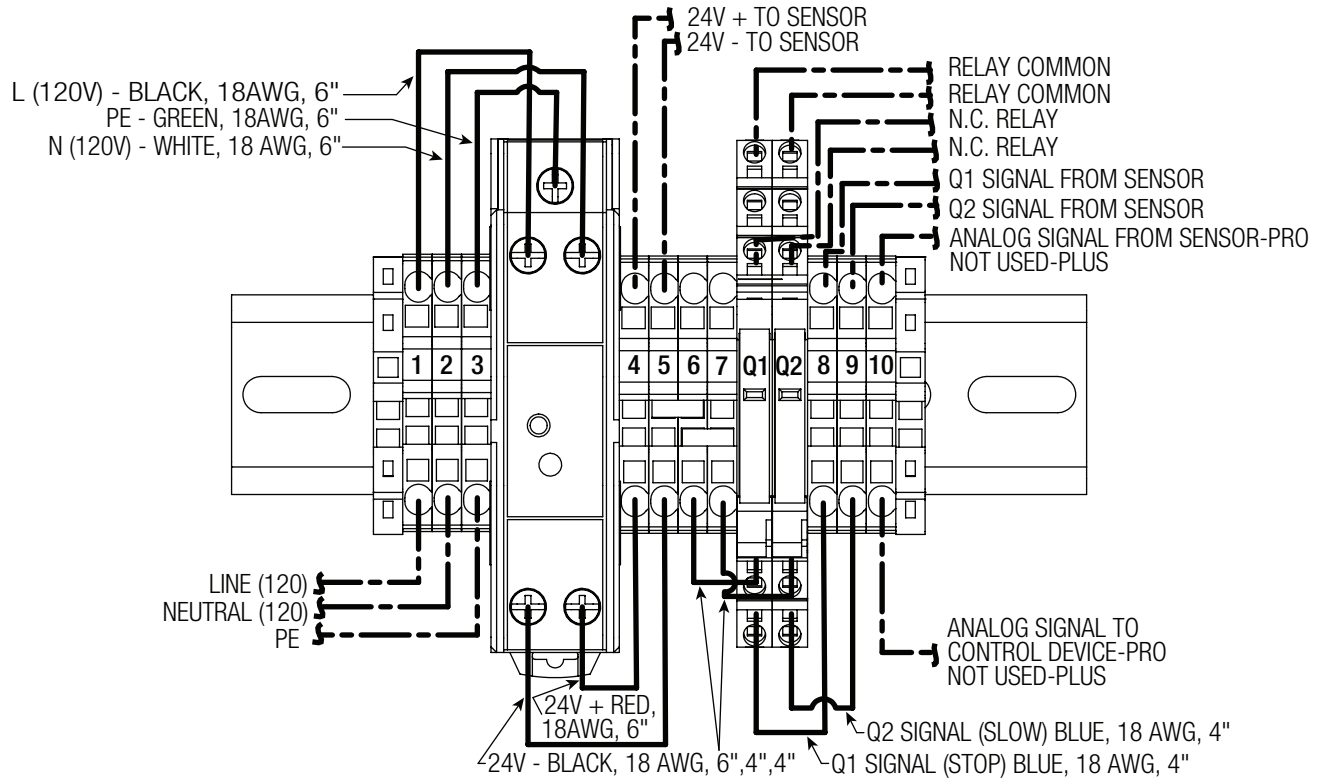 24V + TO SENSOR
24V - TO SENSOR
L (120V) - BLACK, 18AWG, 6"
PE - GREEN, 18AWG, 6"
N (120V) - WHITE, 18 AWG, 6"
RELAY COMMON
RELAY COMMON
N.C. RELAY
N.C. RELAY
Q1 SIGNAL FROM SENSOR
Q2 SIGNAL FROM SENSOR
ANALOG SIGNAL FROM SENSOR-PRO
NOT USED-PLUS
1 2 3 4 5 6 7 Q1 Q2 8 9 10
LINE (120)
NEUTRAL (120)
PE
ANALOG SIGNAL TO
CONTROL DEVICE-PRO
NOT USED-PLUS
24V + RED,
18AWG, 6"
24V - BLACK, 18 AWG, 6",4",4"
Q2 SIGNAL (SLOW) BLUE, 18 AWG, 4"
Q1 SIGNAL (STOP) BLUE, 18 AWG, 4"